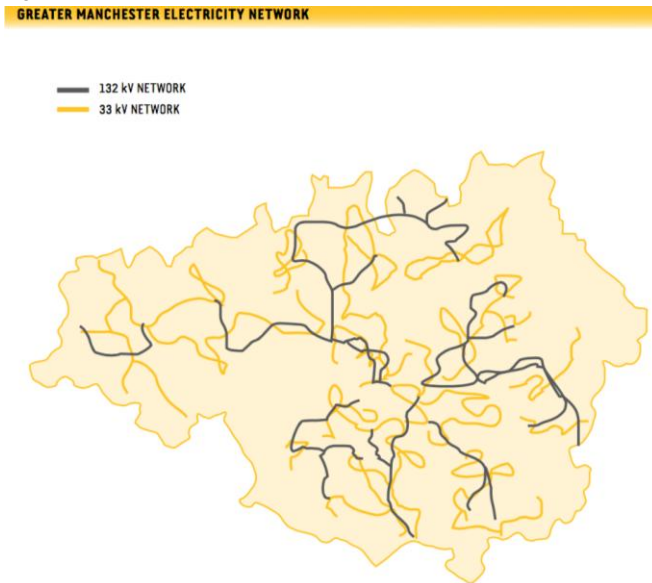 GREATER MANCHESTER ELECTRICITY NETWORK
132 kV NETWORK
33 kV NETWORK